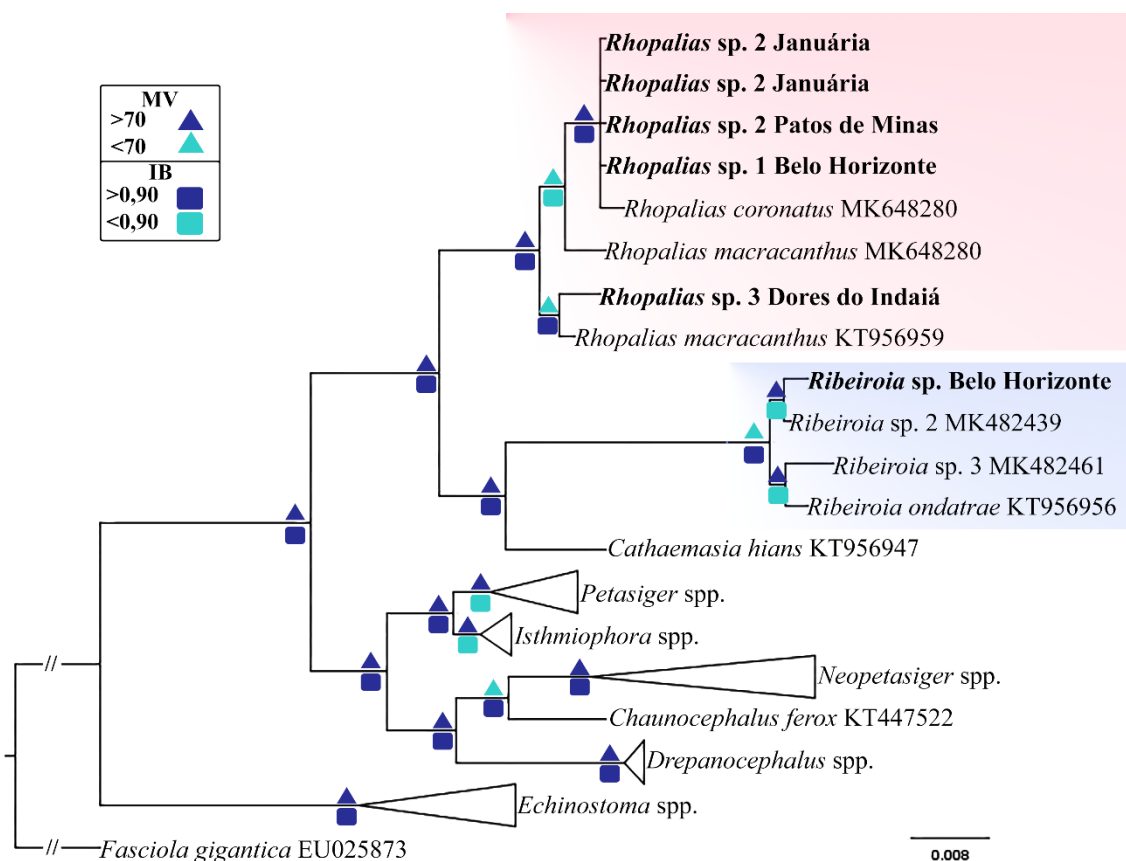 MV
>70
<70
IB
>0,90
<0,90
Rhopalias sp. 2 Januária
Rhopalias sp. 2 Januária
Rhopalias sp. 2 Patos de Minas
Rhopalias sp. 1 Belo Horizonte
Rhopalias coronatus MK648280
Rhopalias macracanthus MK648280
Rhopalias sp. 3 Dores do Indaiá
Rhopalias macracanthus KT956959
Ribeiroia sp. Belo Horizonte
Ribeiroia sp. 2 MK482439
Ribeiroia sp. 3 MK482461
Ribeiroia ondatrae KT956956
Cathaemasia hians KT956947
Petasiger spp.
Isthmiophora spp.
Neopetasiger spp.
Chaunocephalus ferox KT447522
Drepanocephalus spp.
Echinostoma spp.
Fasciola gigantica EU025873
//
//
0.008